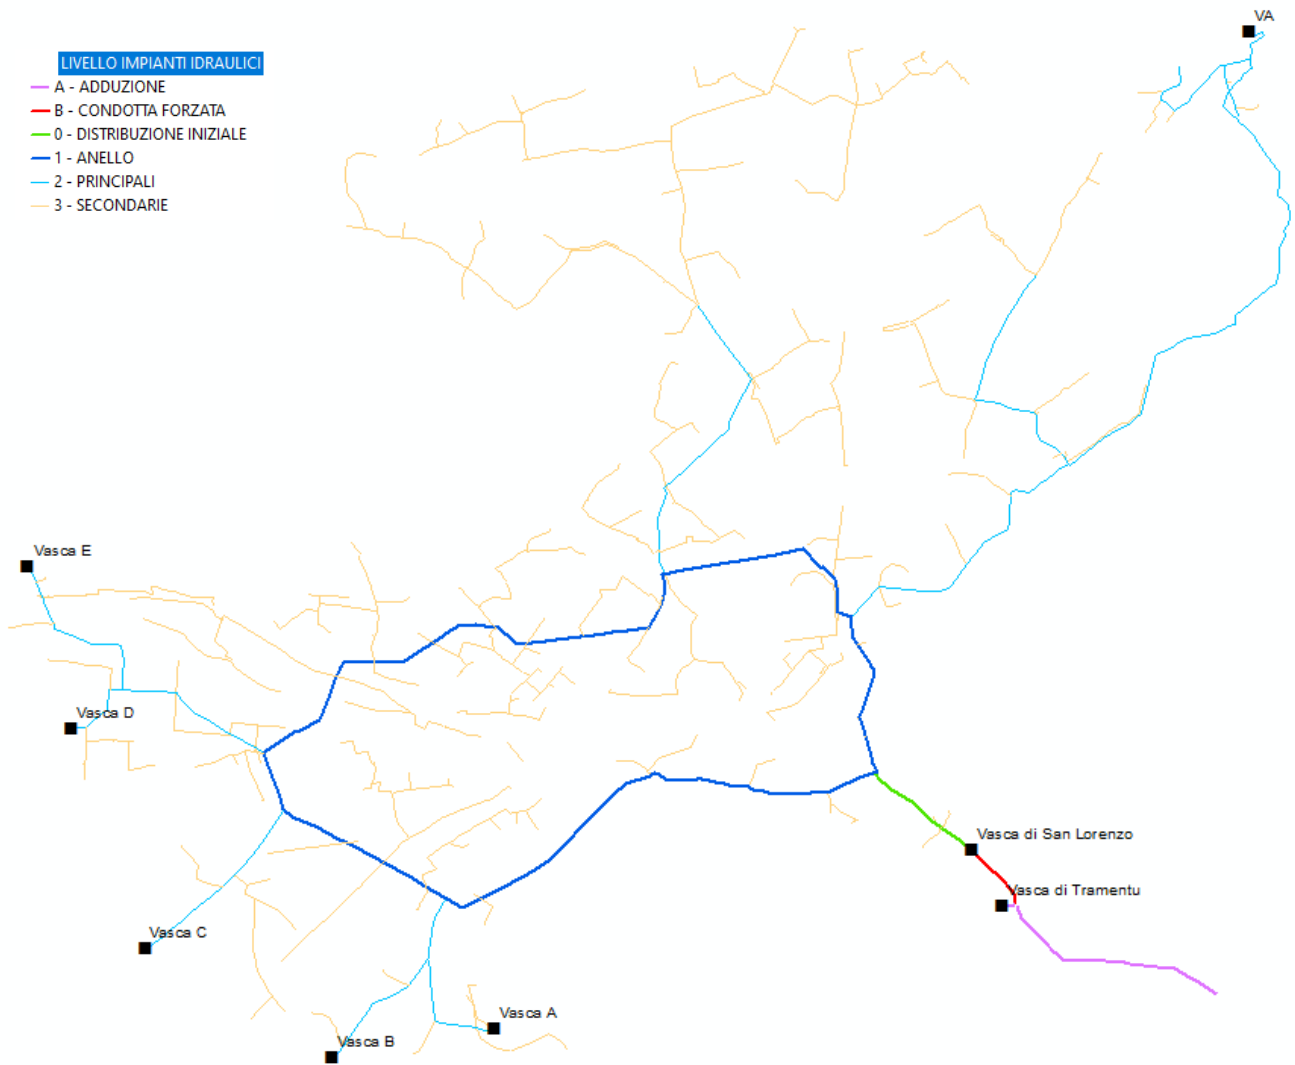 VA
LIVELLO IMPIANTI IDRAULICI
A - ADDUZIONE
B - CONDOTTA FORZATA
0 - DISTRIBUZIONE INIZIALE
1 - ANELLO
2 - PRINCIPALI
3 - SECONDARIE
Vasca E
Vasca D
Vasca di San Lorenzo
Vasca di Tramentu
Vasca C
Vasca A
Vasca B